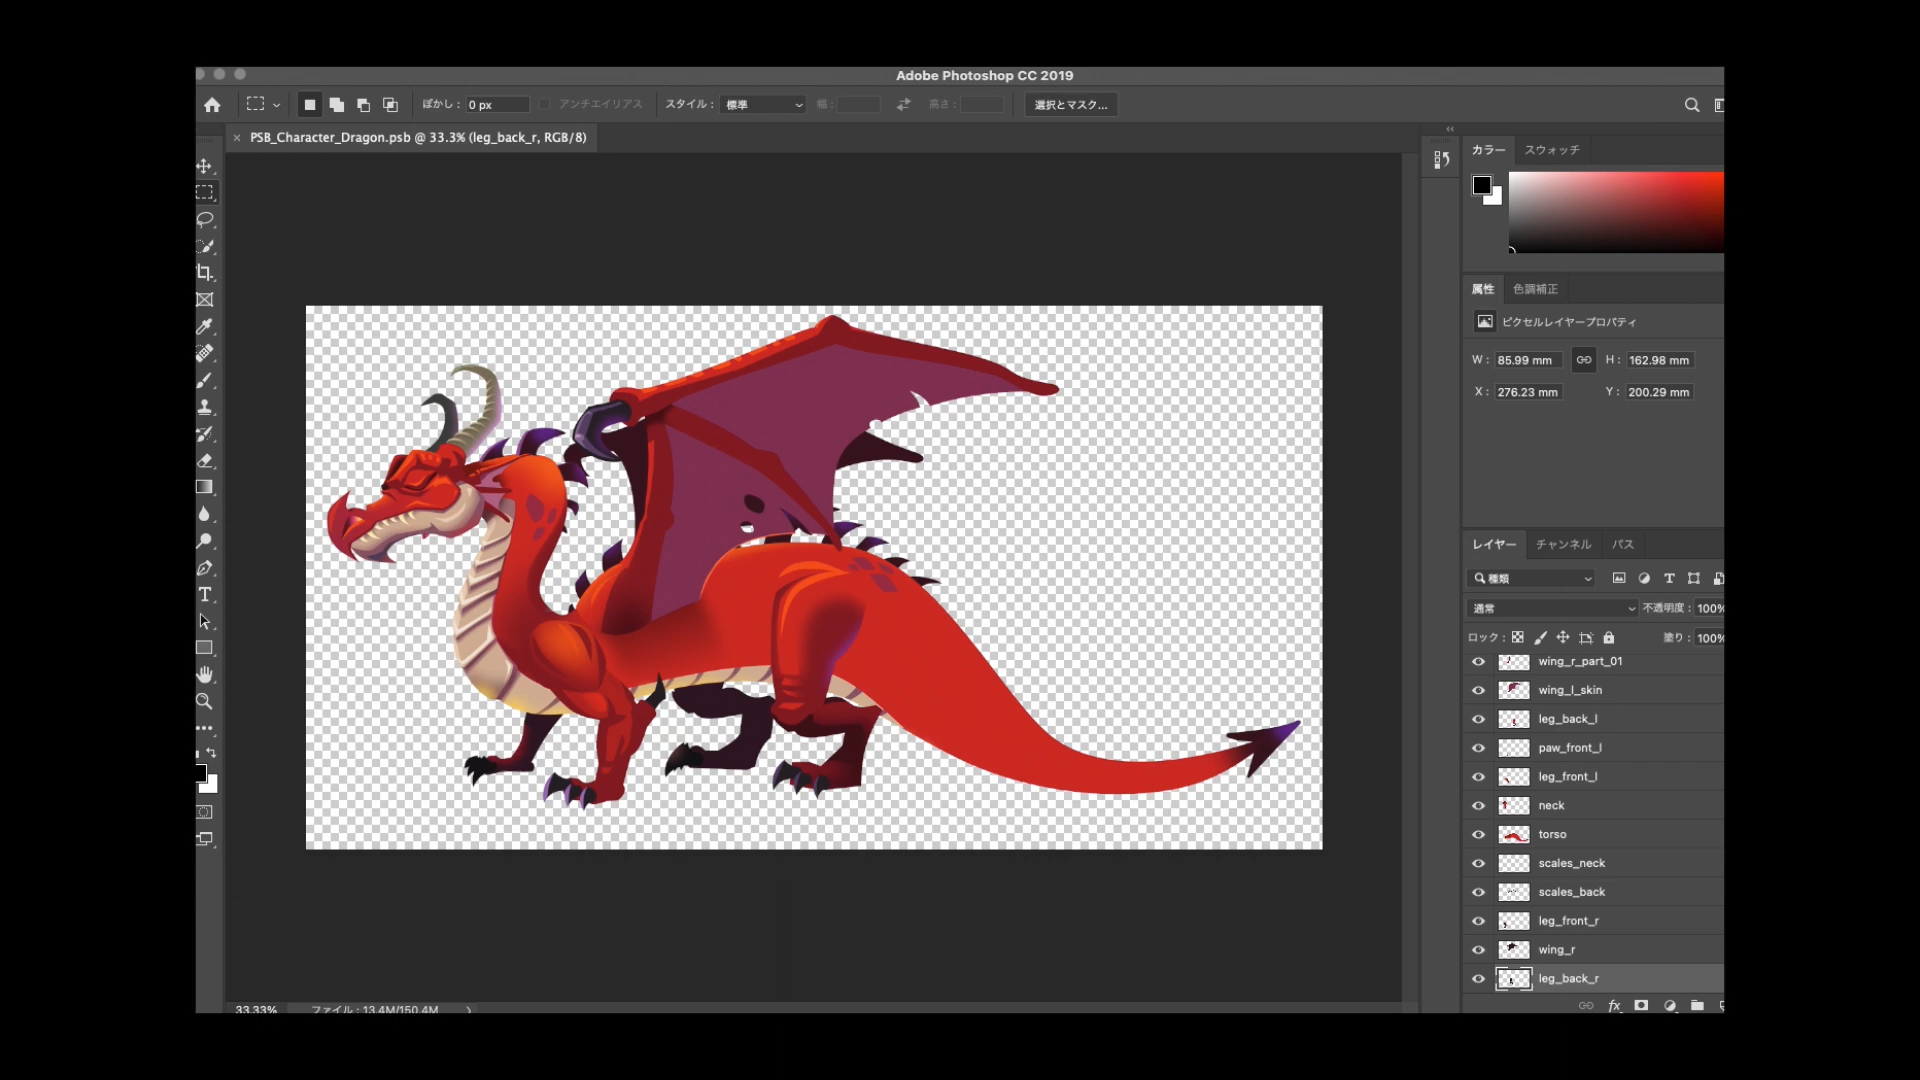 Adobe Photoshop CC 2019
ぼかし : 0 px アンチエイリアス スタイル : 標準 幅 : 高さ : 選択とマスク...
× PSB_Character_Dragon.psb @ 33.3% (leg_back_r, RGB/8)
カラー スウォッチ
属性 色調補正
ピクセルレイヤープロパティ
W : 85.99 mm H : 162.98 mm
X : 276.23 mm Y : 200.29 mm
レイヤー チャンネル パス
種類
通常 不透明度 : 100%
ロック : 塗り : 100%
wing_r_part_01
wing_l_skin
leg_back_l
paw_front_l
leg_front_l
neck
torso
scales_neck
scales_back
leg_front_r
wing_r
leg_back_r
fx
33.33% ファイル : 13.4M/150.4M